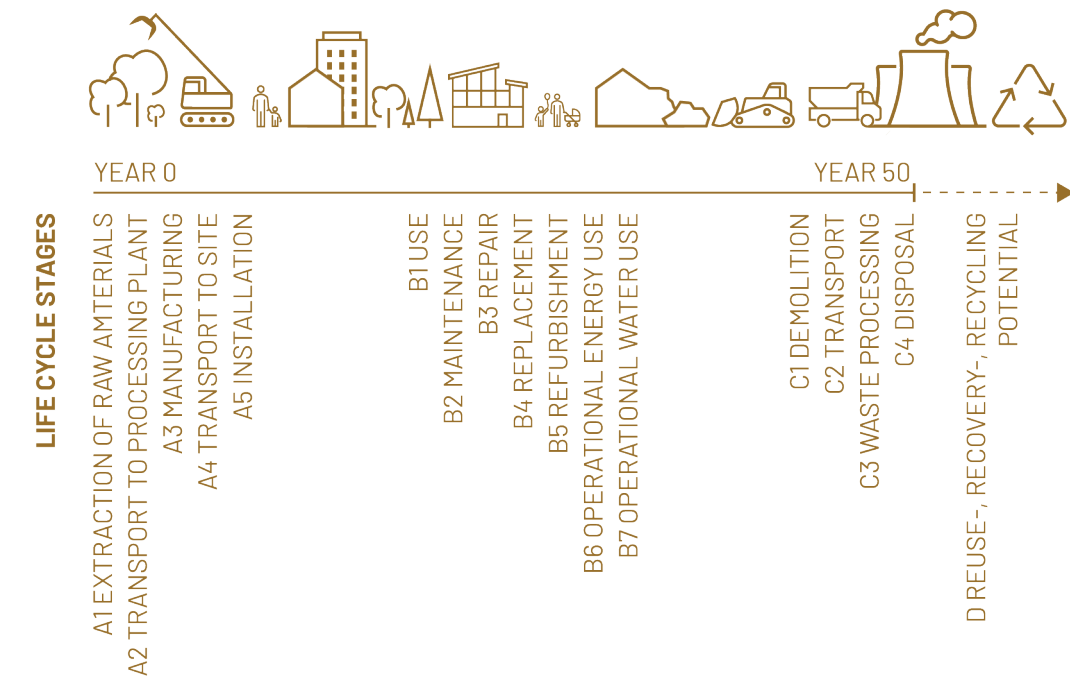 YEAR 0
YEAR 50
LIFE CYCLE STAGES
A1 EXTRACTION OF RAW AMTERIALS
A2 TRANSPORT TO PROCESSING PLANT
A3 MANUFACTURING
A4 TRANSPORT TO SITE
A5 INSTALLATION
B1 USE
B2 MAINTENANCE
B3 REPAIR
B4 REPLACEMENT
B5 REFURBISHMENT
B6 OPERATIONAL ENERGY USE
B7 OPERATIONAL WATER USE
C1 DEMOLITION
C2 TRANSPORT
C3 WASTE PROCESSING
C4 DISPOSAL
D REUSE-, RECOVERY-, RECYCLING
POTENTIAL